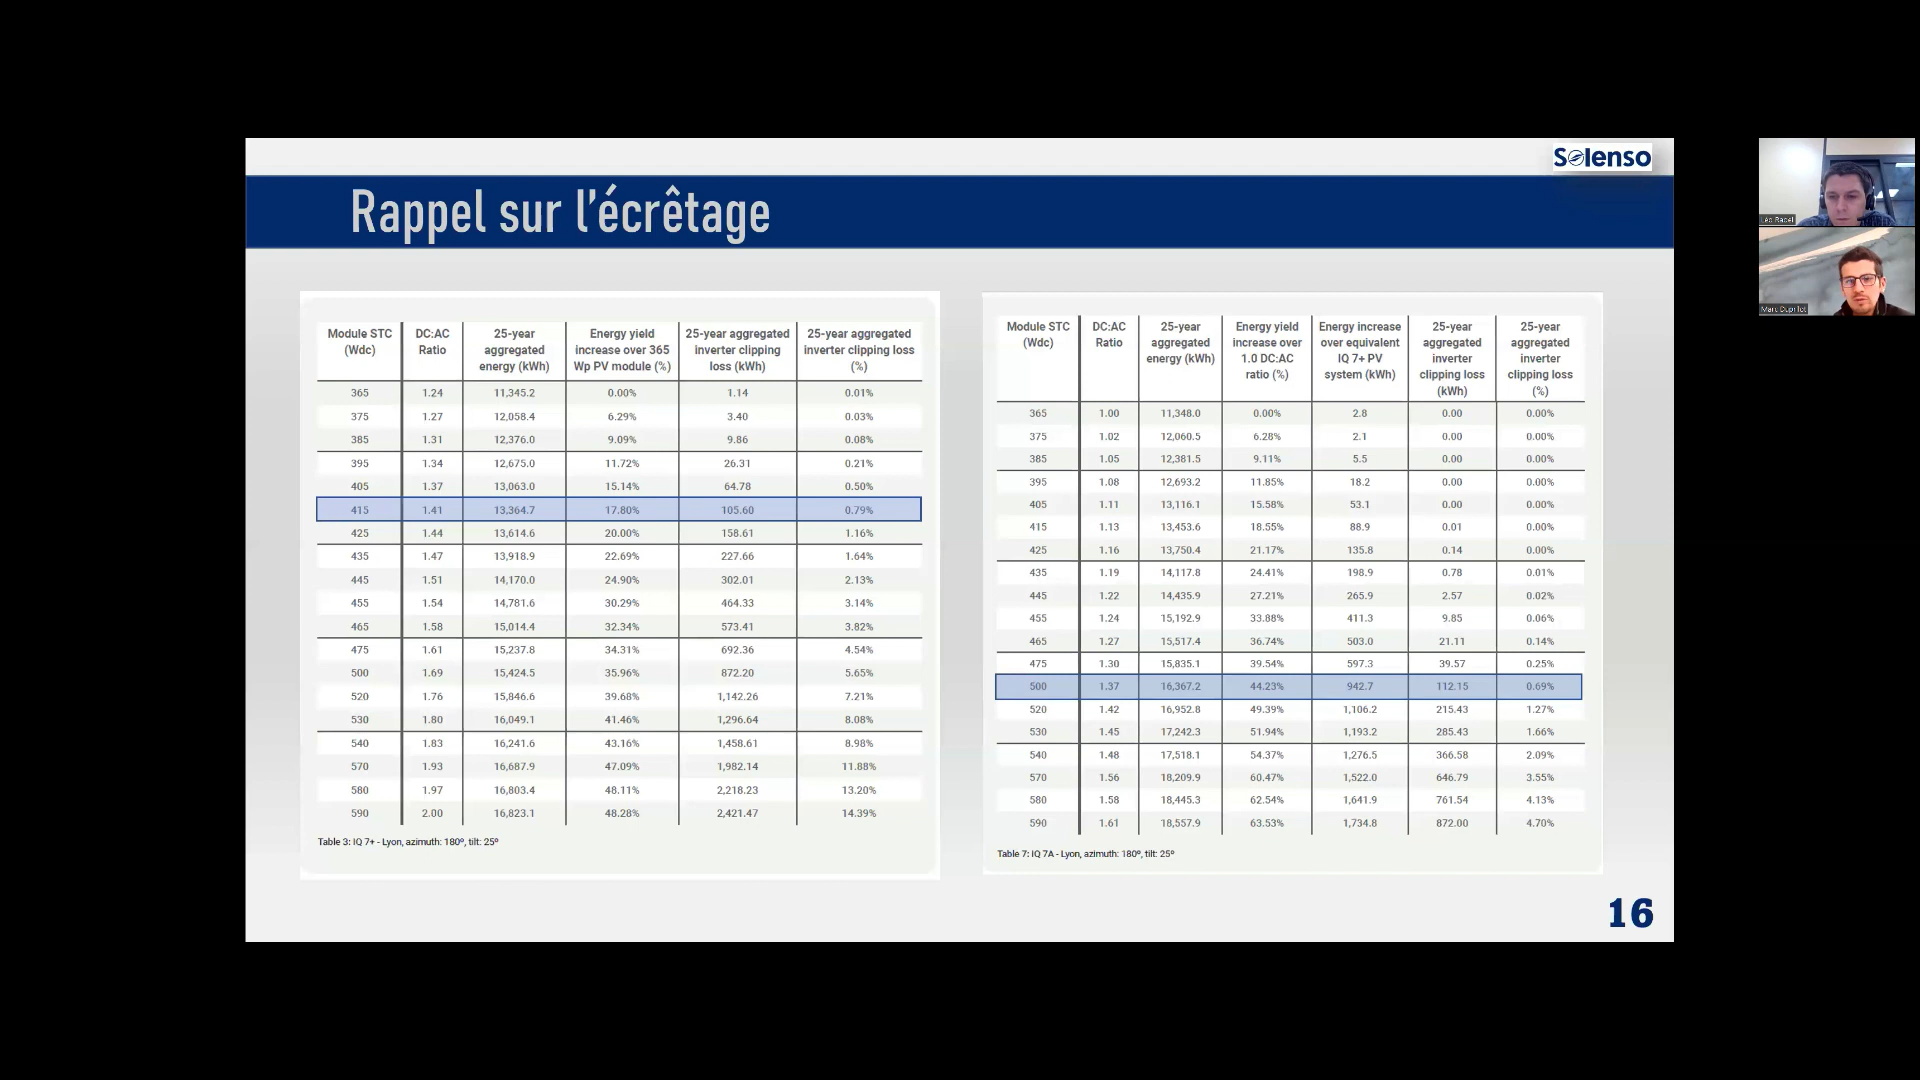 Solenso
Rappel sur l'écrêtage
Module STC (Wdc) DC:AC Ratio 25-year aggregated energy (kWh) Energy yield increase over 365 Wp PV module (%) 25-year aggregated inverter clipping loss (kWh) 25-year aggregated inverter clipping loss (%)
365 1.24 11,345.2 0.00% 1.14 0.01%
375 1.27 12,058.4 6.29% 3.40 0.03%
385 1.31 12,376.0 9.09% 9.86 0.08%
395 1.34 12,675.0 11.72% 26.31 0.21%
405 1.37 13,063.0 15.14% 64.78 0.50%
415 1.41 13,364.7 17.80% 105.60 0.79%
425 1.44 13,614.6 20.00% 158.61 1.16%
435 1.47 13,918.9 22.69% 227.66 1.64%
445 1.51 14,170.0 24.90% 302.01 2.13%
455 1.54 14,781.6 30.29% 464.33 3.14%
465 1.58 15,014.4 32.34% 573.41 3.82%
475 1.61 15,237.8 34.31% 692.36 4.54%
500 1.69 15,424.5 35.96% 872.20 5.65%
520 1.76 15,846.6 39.68% 1,142.26 7.21%
530 1.80 16,049.1 41.46% 1,296.64 8.08%
540 1.83 16,241.6 43.16% 1,458.61 8.98%
570 1.93 16,687.9 47.09% 1,982.14 11.88%
580 1.97 16,803.4 48.11% 2,218.23 13.20%
590 2.00 16,823.1 48.28% 2,421.47 14.39%
Table 3: IQ 7+ - Lyon, azimuth: 180º, tilt: 25º
Module STC (Wdc) DC:AC Ratio 25-year aggregated energy (kWh) Energy yield increase over 1.0 DC:AC ratio (%) Energy increase over equivalent IQ 7+ PV system (kWh) 25-year aggregated inverter clipping loss (kWh) 25-year aggregated inverter clipping loss (%)
365 1.00 11,348.0 0.00% 2.8 0.00 0.00%
375 1.02 12,060.5 6.28% 2.1 0.00 0.00%
385 1.05 12,381.5 9.11% 5.5 0.00 0.00%
395 1.08 12,693.2 11.85% 18.2 0.00 0.00%
405 1.11 13,116.1 15.58% 53.1 0.00 0.00%
415 1.13 13,453.6 18.55% 88.9 0.01 0.00%
425 1.16 13,750.4 21.17% 135.8 0.14 0.00%
435 1.19 14,117.8 24.41% 198.9 0.78 0.01%
445 1.22 14,435.9 27.21% 265.9 2.57 0.02%
455 1.24 15,192.9 33.88% 411.3 9.85 0.06%
465 1.27 15,517.4 36.74% 503.0 21.11 0.14%
475 1.30 15,835.1 39.54% 597.3 39.57 0.25%
500 1.37 16,367.2 44.23% 942.7 112.15 0.69%
520 1.42 16,952.8 49.39% 1,106.2 215.43 1.27%
530 1.45 17,242.3 51.94% 1,193.2 285.43 1.66%
540 1.48 17,518.1 54.37% 1,276.5 366.58 2.09%
570 1.56 18,209.9 60.47% 1,522.0 646.79 3.55%
580 1.58 18,445.3 62.54% 1,641.9 761.54 4.13%
590 1.61 18,557.9 63.53% 1,734.8 872.00 4.70%
Table 7: IQ 7A - Lyon, azimuth: 180º, tilt: 25º
16
Marc